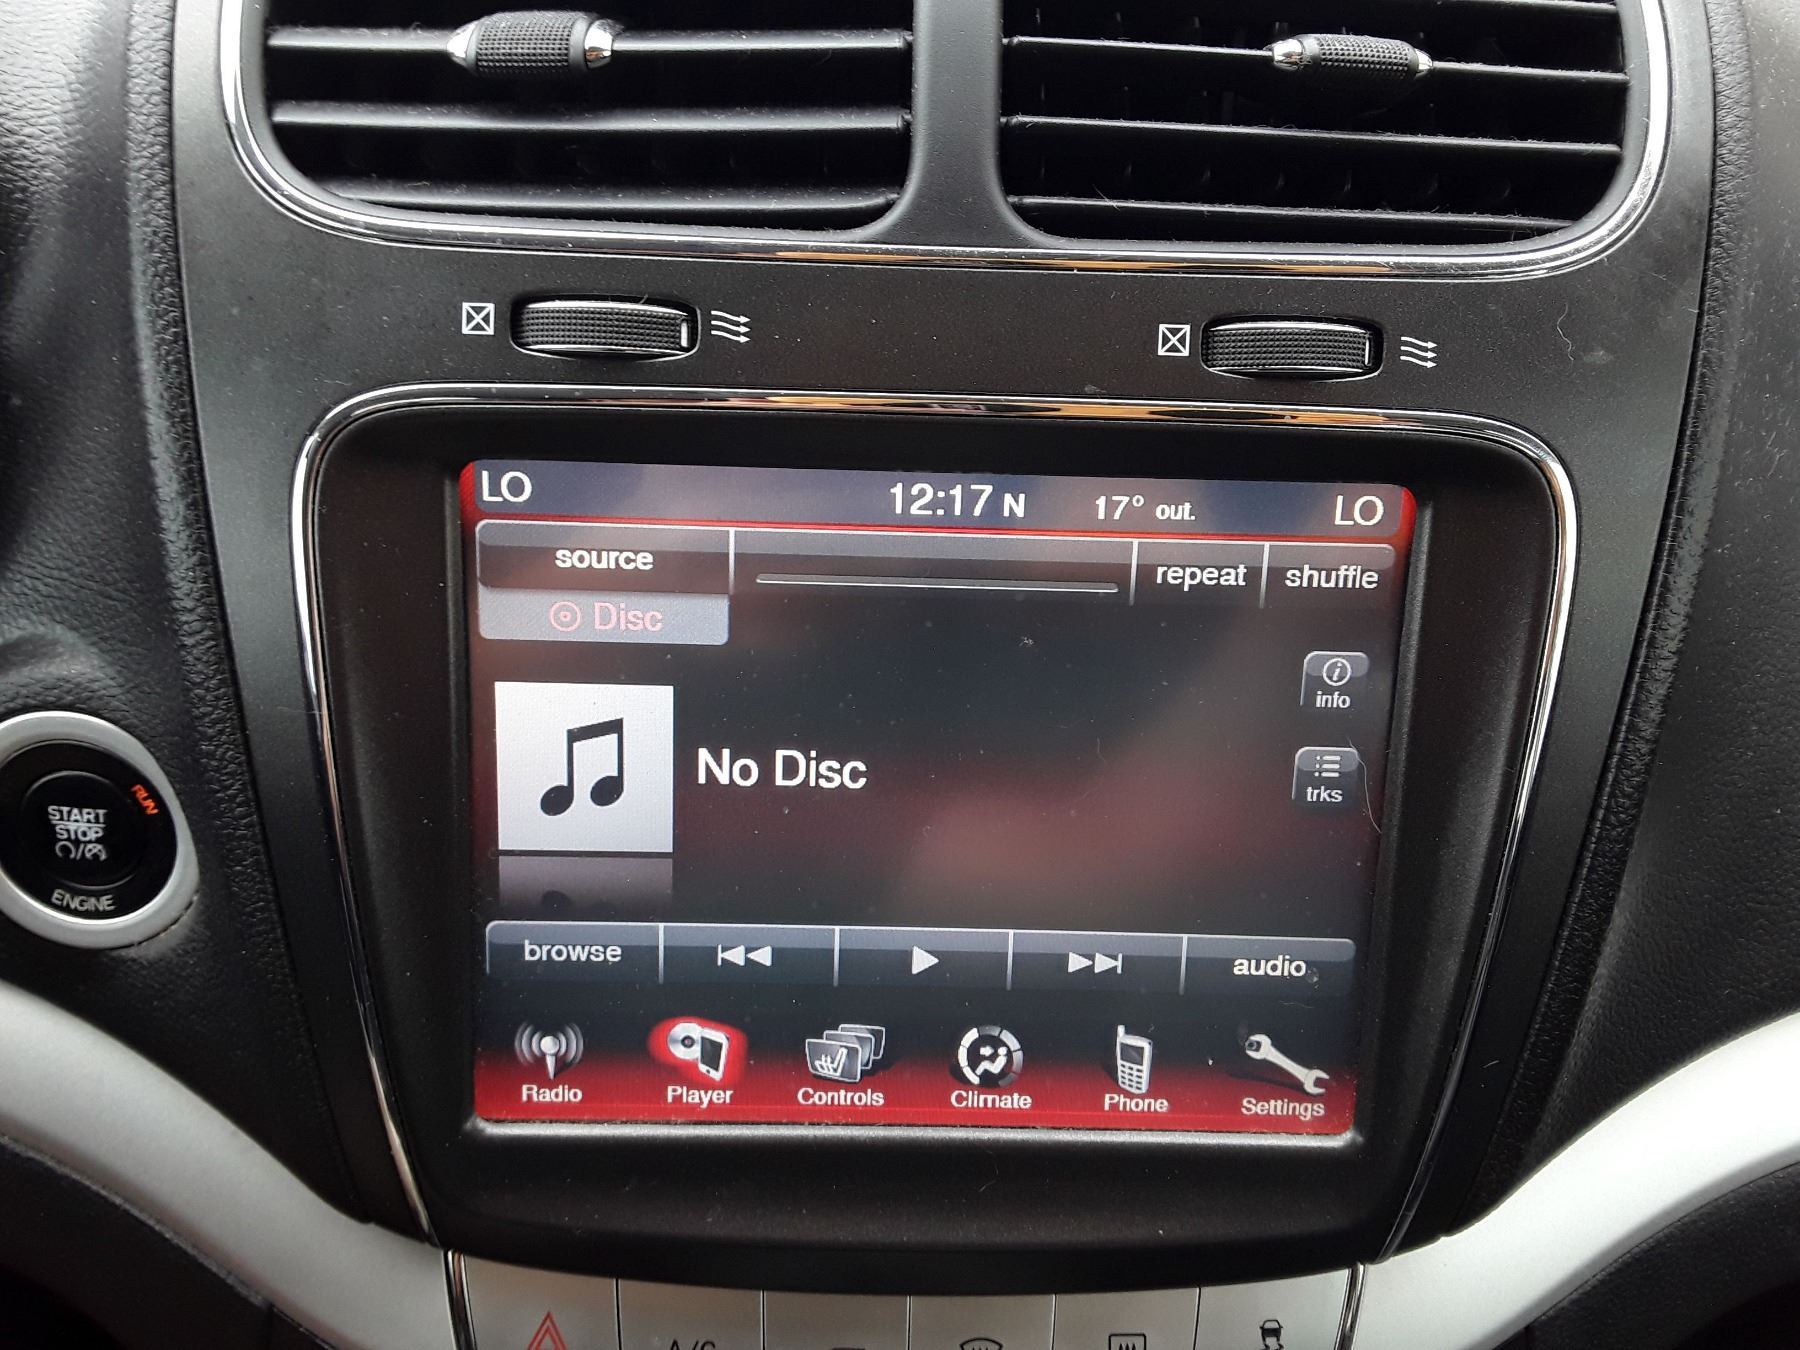 LO 12:17 N 17° out. LO
source repeat shuffle
Disc
info
No Disc
trks
RUN
START
STOP
ENGINE
browse audio
Radio Player Controls Climate Phone Settings
A/C